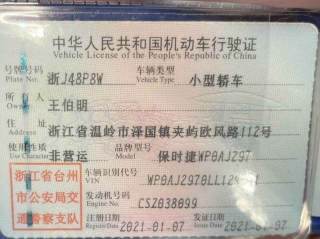 中华人民共和国机动车行驶证
Vehicle License of the People's Republic of China
号牌号码 浙J48P8W 车辆类型 小型轿车
Plate No. Vehicle Type
所有人 王伯明
Owner
住址 浙江省温岭市泽国镇夹屿欧风路112号
Address
使用性质 非营运 品牌型号 保时捷WP0AJ297
Use Character Model
浙江省台州 车辆识别代号 WP0AJ2970LL12
VIN
市公安局交 发动机号码 CSZ038099
Engine No.
通警察支队 注册日期 2021-01-07 发证日期 2021-01-07
Register Date Issue Date